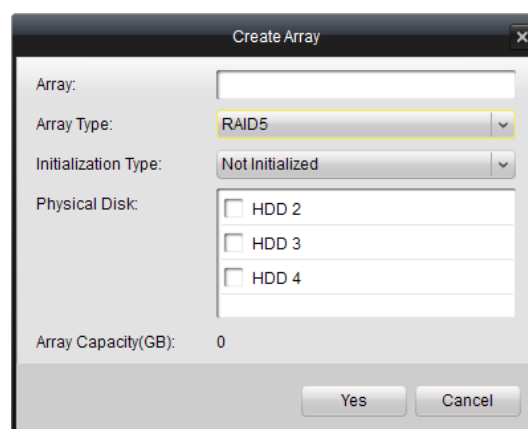 Create Array
Array:
Array Type: RAID5
Initialization Type: Not Initialized
Physical Disk: HDD 2
HDD 3
HDD 4
Array Capacity(GB): 0
Yes Cancel